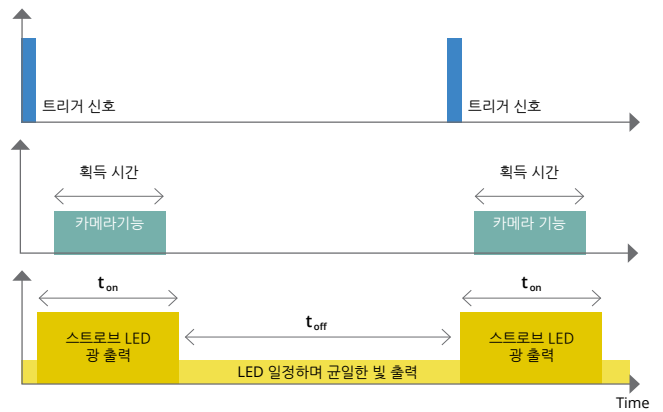 트리거 신호
트리거 신호
획득 시간
획득 시간
카메라기능
카메라 기능
ton
ton
toff
스트로브 LED
광 출력
스트로브 LED
광 출력
LED 일정하며 균일한 빛 출력
Time